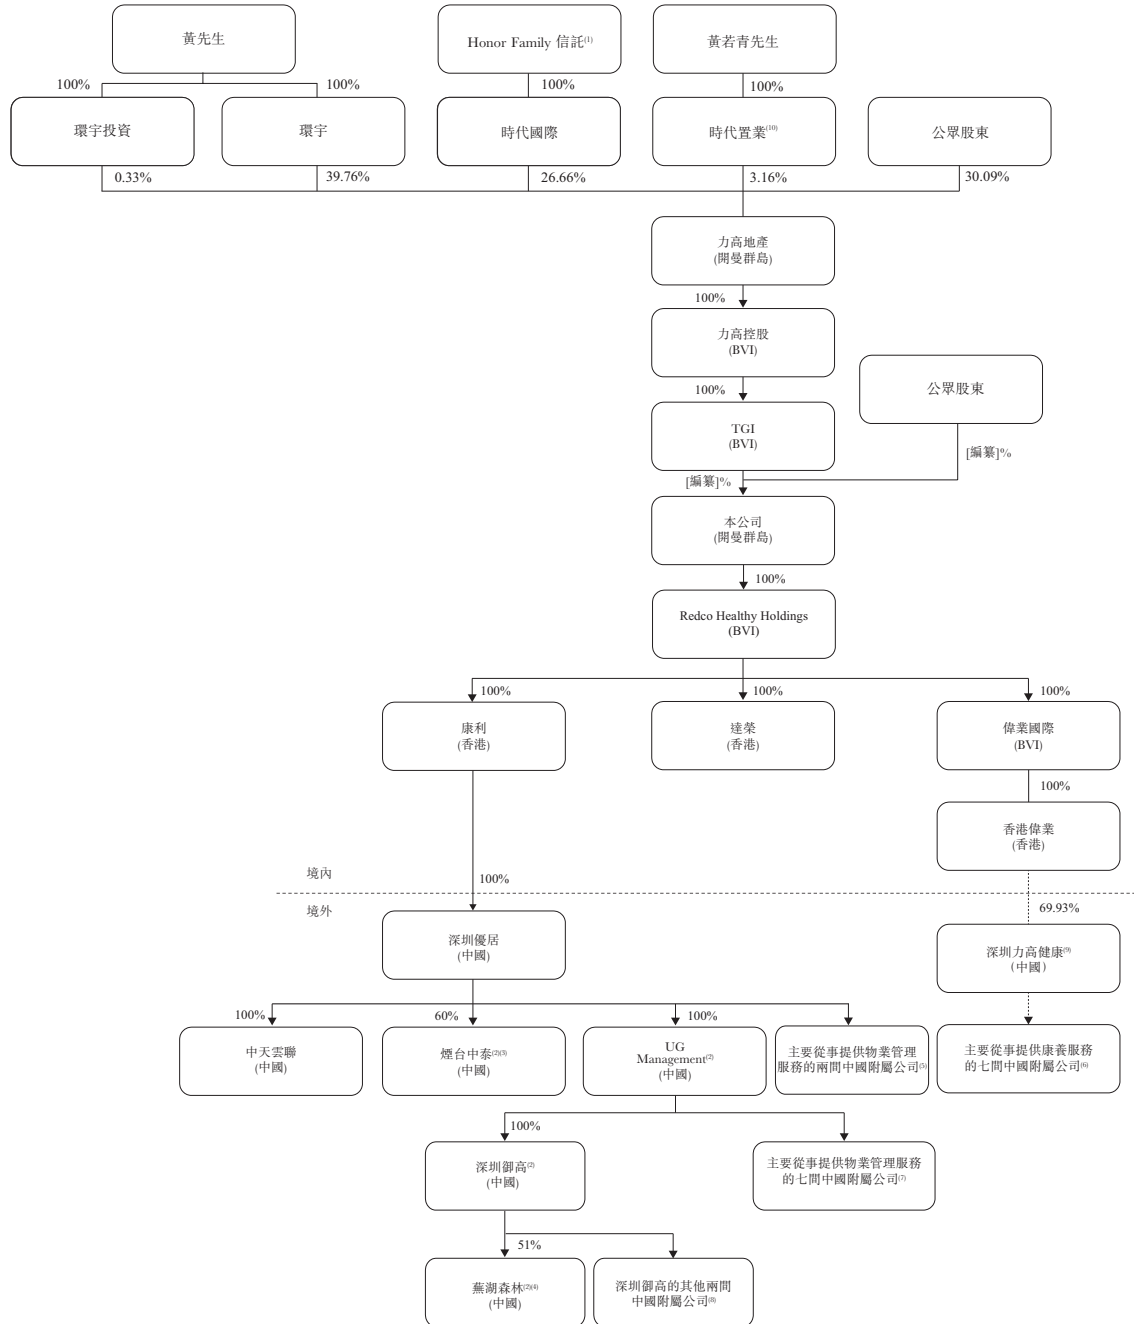 黃先生
Honor Family 信託(1)
黃若青先生
100%
100%
100%
100%
環宇投資
環宇
時代國際
時代置業(10)
公眾股東
0.33%
39.76%
26.66%
3.16%
30.09%
力高地產
(開曼群島)
100%
力高控股
(BVI)
100%
公眾股東
TGI
(BVI)
[編纂]%
[編纂]%
本公司
(開曼群島)
100%
Redco Healthy Holdings
(BVI)
100%
100%
100%
康利
(香港)
達榮
(香港)
偉業國際
(BVI)
100%
香港偉業
(香港)
境內
100%
境外
69.93%
深圳優居
(中國)
深圳力高健康(9)
(中國)
100%
60%
100%
中天雲聯
(中國)
煙台中泰(2)(3)
(中國)
UG
Management(2)
(中國)
主要從事提供物業管理
服務的兩間中國附屬公司(5)
主要從事提供康養服務
的七間中國附屬公司(6)
100%
深圳御高(2)
(中國)
主要從事提供物業管理服務
的七間中國附屬公司(7)
51%
蕪湖森林(2)(4)
(中國)
深圳御高的其他兩間
中國附屬公司(8)